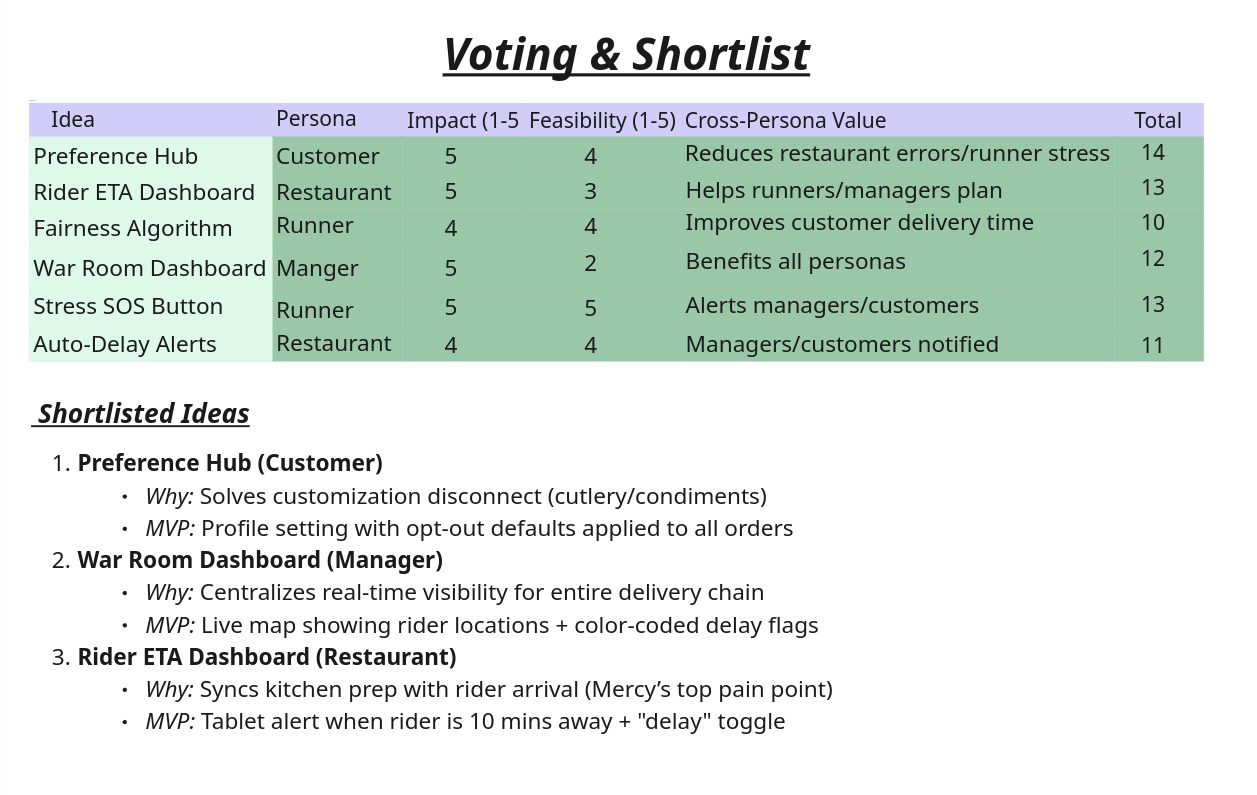 Voting & Shortlist
Idea Persona Impact (1-5 Feasibility (1-5) Cross-Persona Value Total
Preference Hub Customer 5 4 Reduces restaurant errors/runner stress 14
Rider ETA Dashboard Restaurant 5 3 Helps runners/managers plan 13
Fairness Algorithm Runner 4 4 Improves customer delivery time 10
War Room Dashboard Manger 5 2 Benefits all personas 12
Stress SOS Button Runner 5 5 Alerts managers/customers 13
Auto-Delay Alerts Restaurant 4 4 Managers/customers notified 11
Shortlisted Ideas
1. Preference Hub (Customer)
• Why: Solves customization disconnect (cutlery/condiments)
• MVP: Profile setting with opt-out defaults applied to all orders
2. War Room Dashboard (Manager)
• Why: Centralizes real-time visibility for entire delivery chain
• MVP: Live map showing rider locations + color-coded delay flags
3. Rider ETA Dashboard (Restaurant)
• Why: Syncs kitchen prep with rider arrival (Mercy’s top pain point)
• MVP: Tablet alert when rider is 10 mins away + "delay" toggle